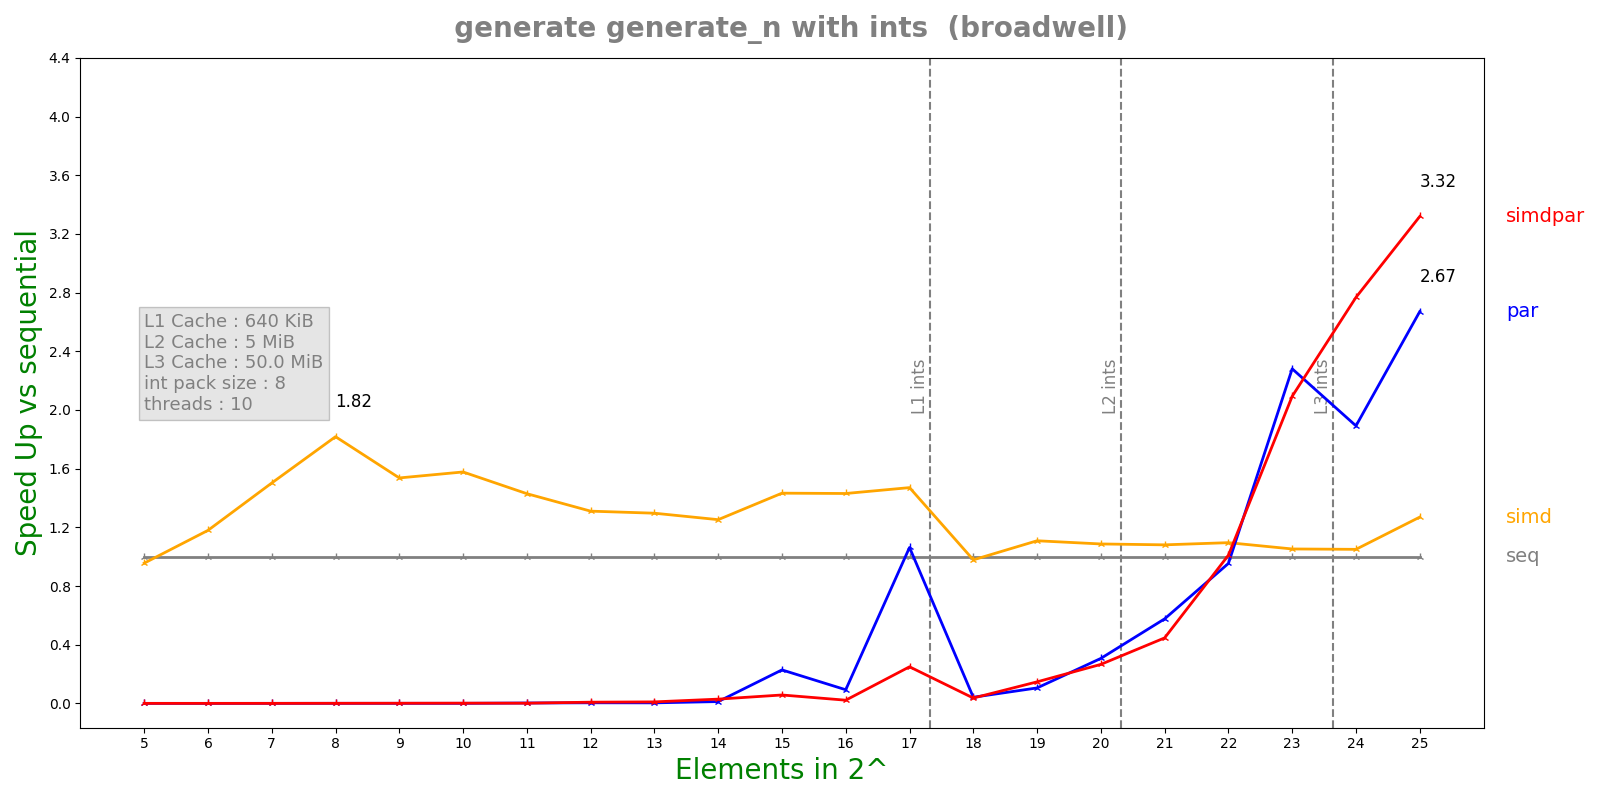 generate generate_n with ints  (broadwell)
4.4
4.0
3.6
3.2
2.8
2.4
2.0
1.6
1.2
0.8
0.4
0.0
Speed Up vs sequential
L1 Cache : 640 KiB
L2 Cache : 5 MiB
L3 Cache : 50.0 MiB
int pack size : 8
threads : 10
1.82
L1 ints
L2 ints
L3 ints
3.32
2.67
simdpar
par
simd
seq
5 6 7 8 9 10 11 12 13 14 15 16 17 18 19 20 21 22 23 24 25
Elements in 2^